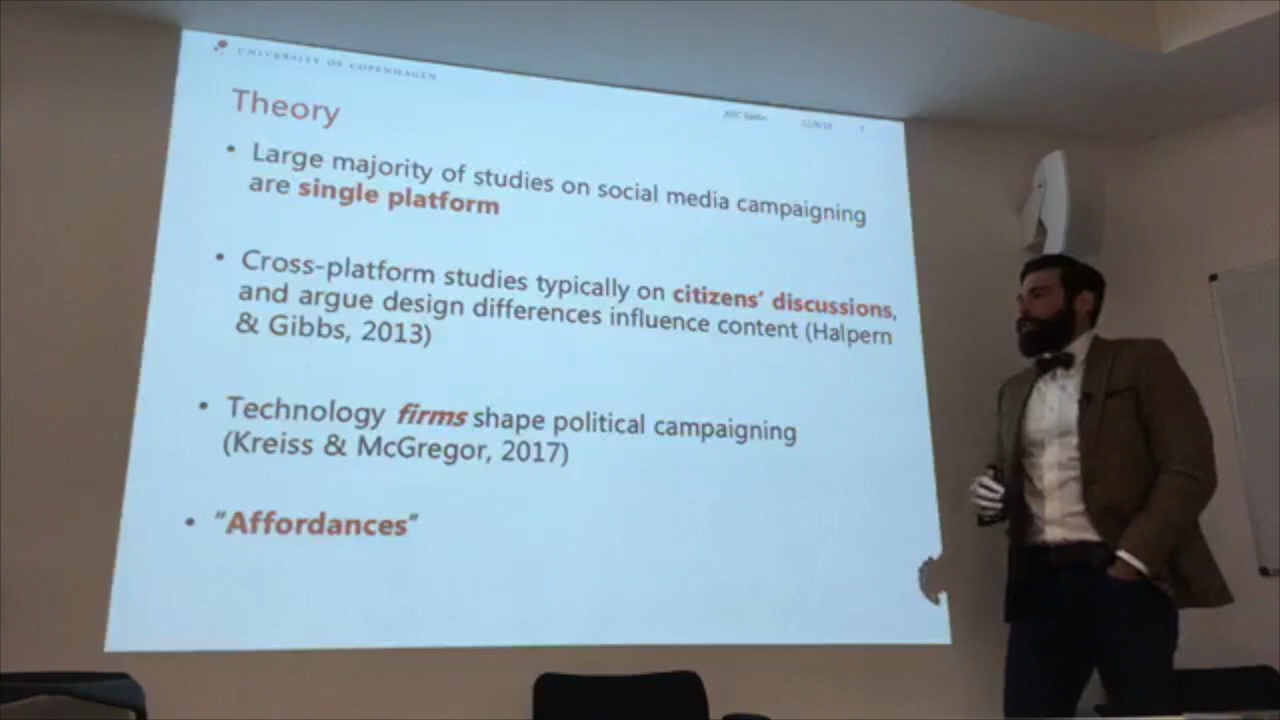 UNIVERSITY OF COPENHAGEN
Theory
• Large majority of studies on social media campaigning
are single platform
• Cross-platform studies typically on citizens' discussions,
and argue design differences influence content (Halpern
& Gibbs, 2013)
• Technology firms shape political campaigning
(Kreiss & McGregor, 2017)
• "Affordances"